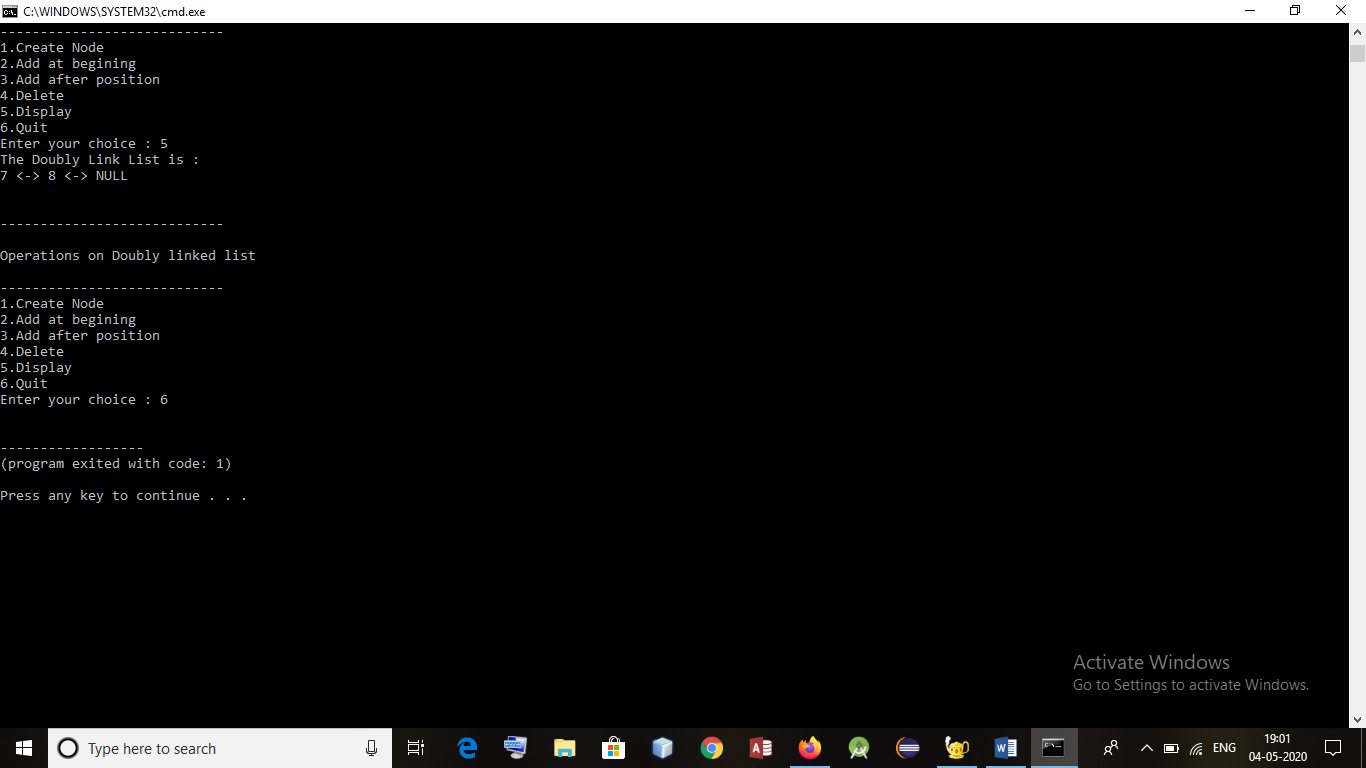 C:\WINDOWS\SYSTEM32\cmd.exe
----------------------------
1.Create Node
2.Add at begining
3.Add after position
4.Delete
5.Display
6.Quit
Enter your choice : 5
The Doubly Link List is :
7 <-> 8 <-> NULL
----------------------------
Operations on Doubly linked list
----------------------------
1.Create Node
2.Add at begining
3.Add after position
4.Delete
5.Display
6.Quit
Enter your choice : 6
------------------
(program exited with code: 1)
Press any key to continue . . .
Activate Windows
Go to Settings to activate Windows.
Type here to search
ENG
19:01
04-05-2020